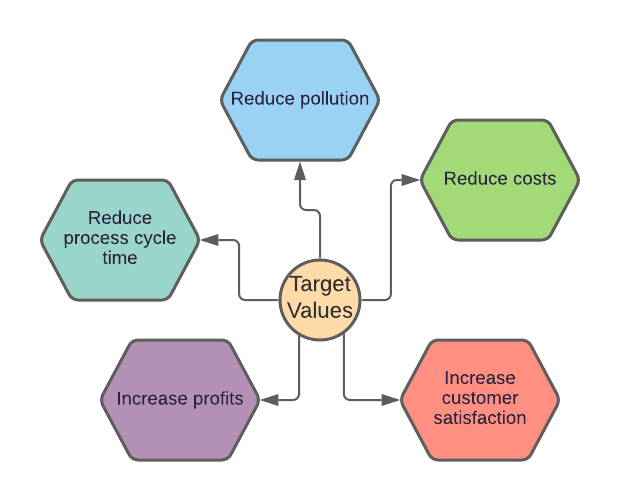 Reduce pollution
Reduce costs
Reduce
process cycle
time
Target
Values
Increase profits
Increase
customer
satisfaction